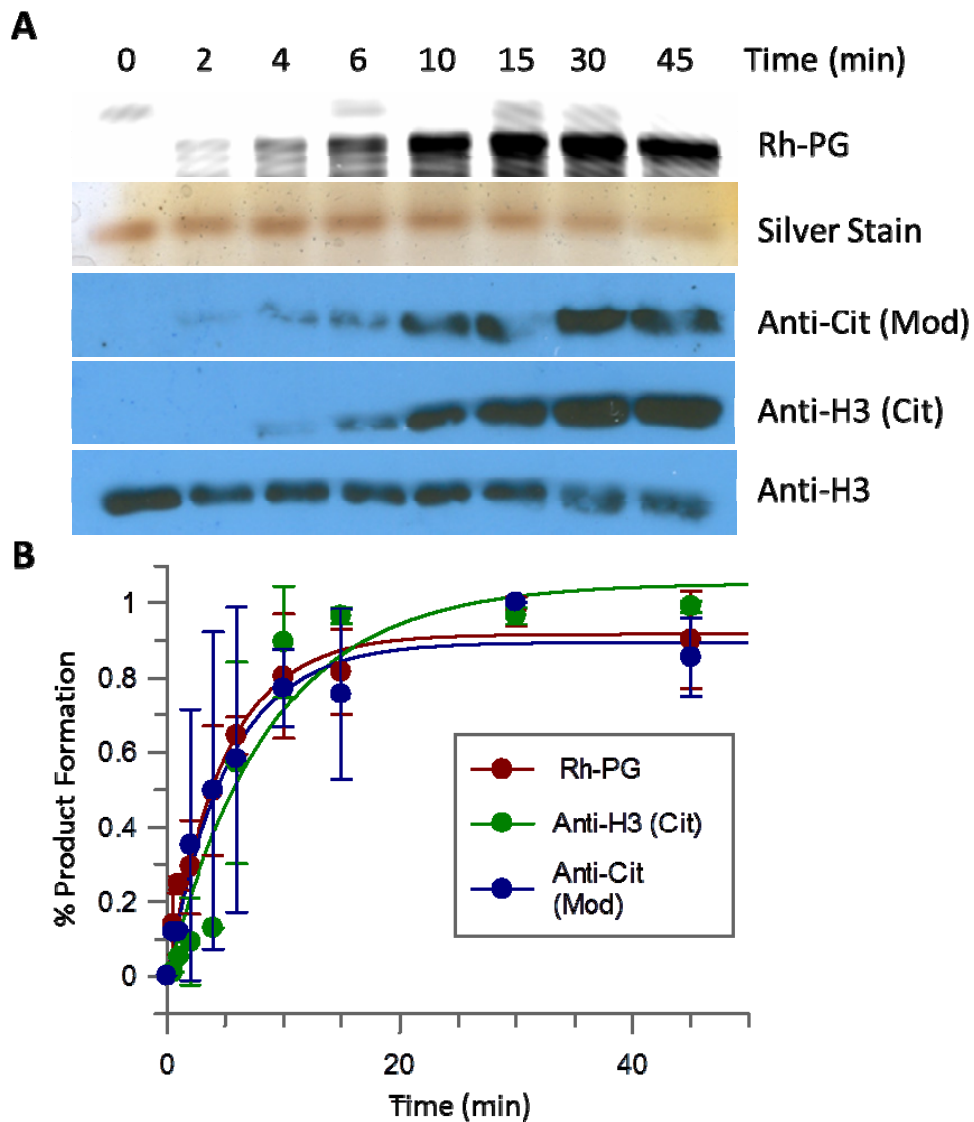 A
0 2 4 6 10 15 30 45 Time (min)
Rh-PG
Silver Stain
Anti-Cit (Mod)
Anti-H3 (Cit)
Anti-H3
B
% Product Formation
1
0.8
0.6
0.4
0.2
0
Rh-PG
Anti-H3 (Cit)
Anti-Cit
(Mod)
0 20 40
Time (min)